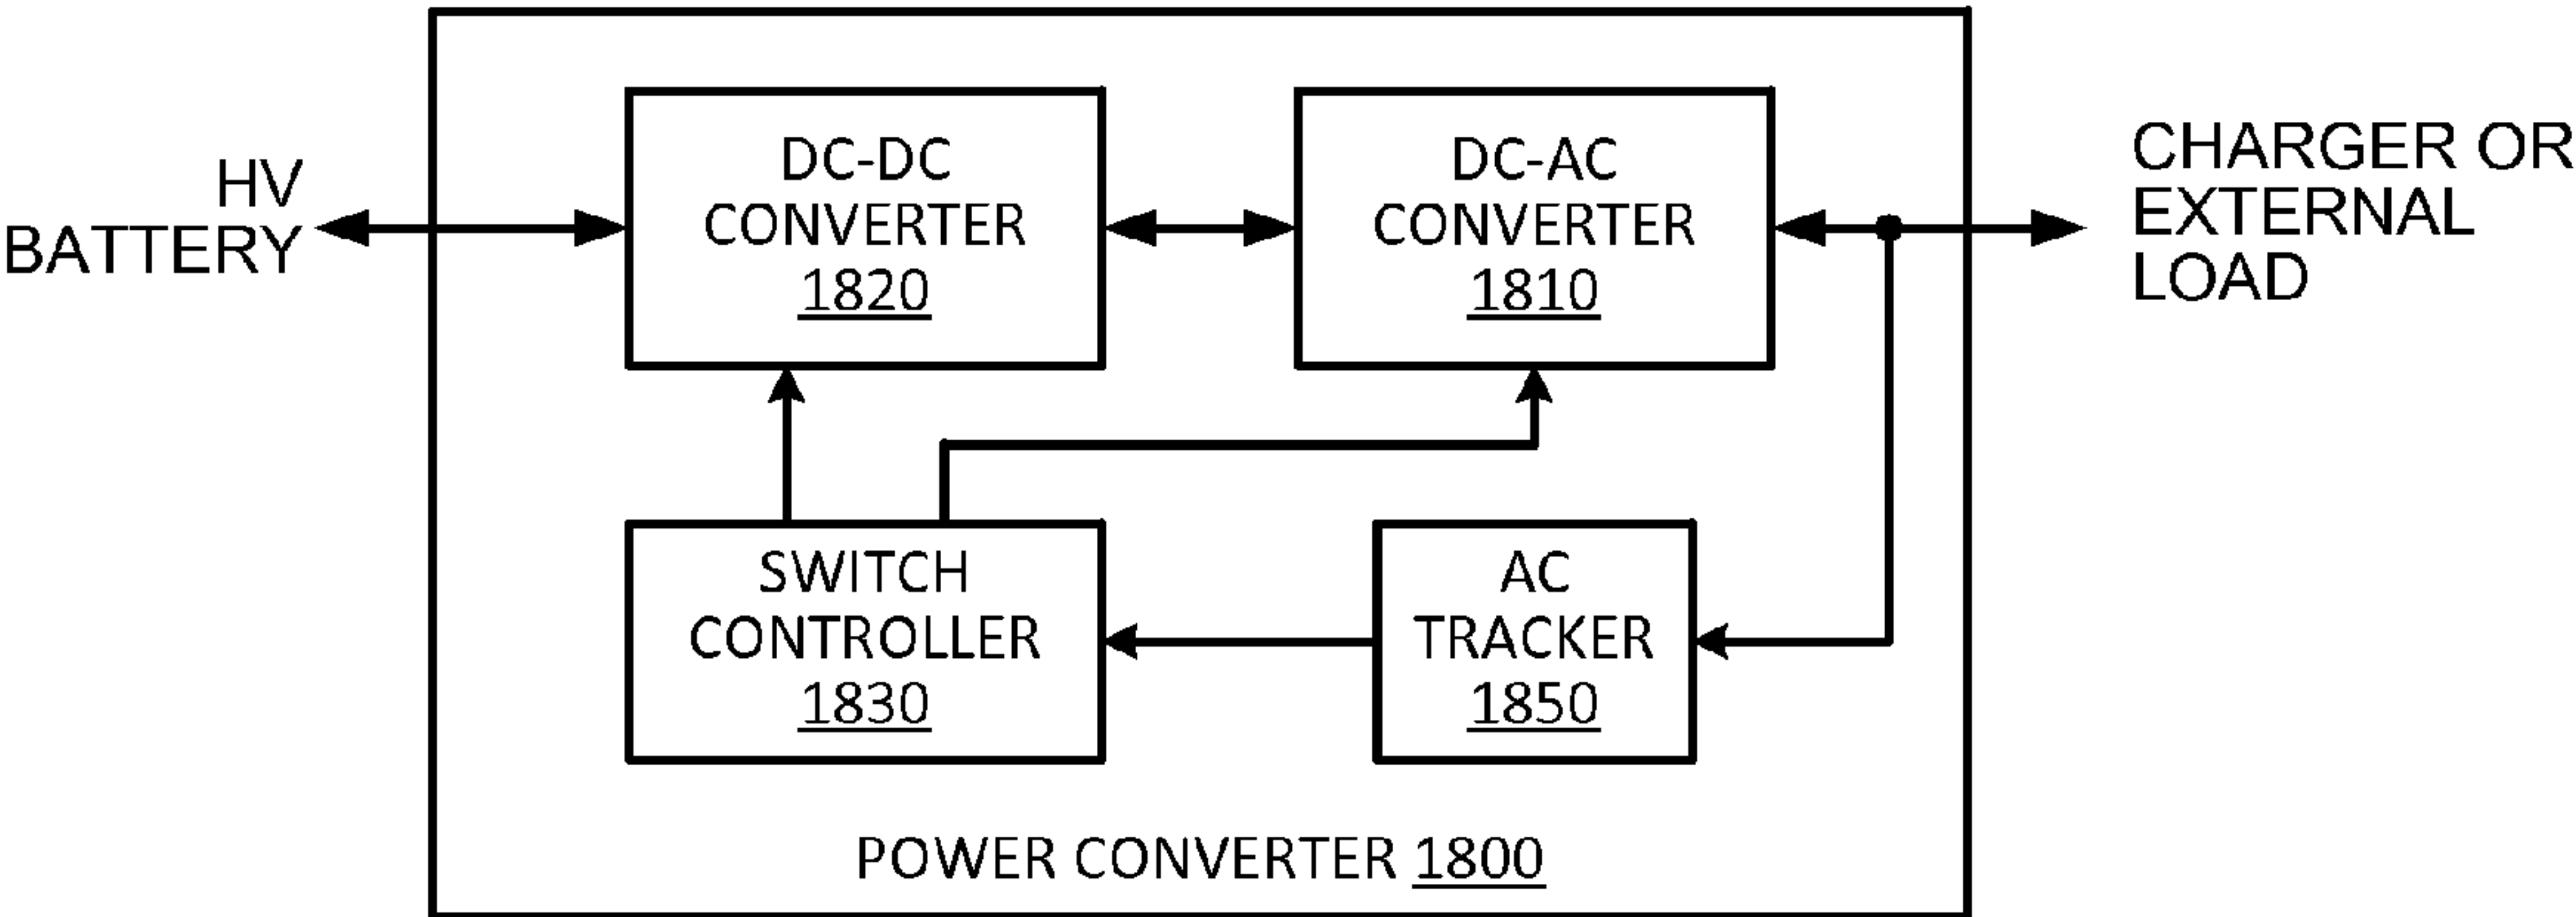 HV
BATTERY
DC-DC
CONVERTER
1820
DC-AC
CONVERTER
1810
CHARGER OR
EXTERNAL
LOAD
SWITCH
CONTROLLER
1830
AC
TRACKER
1850
POWER CONVERTER 1800